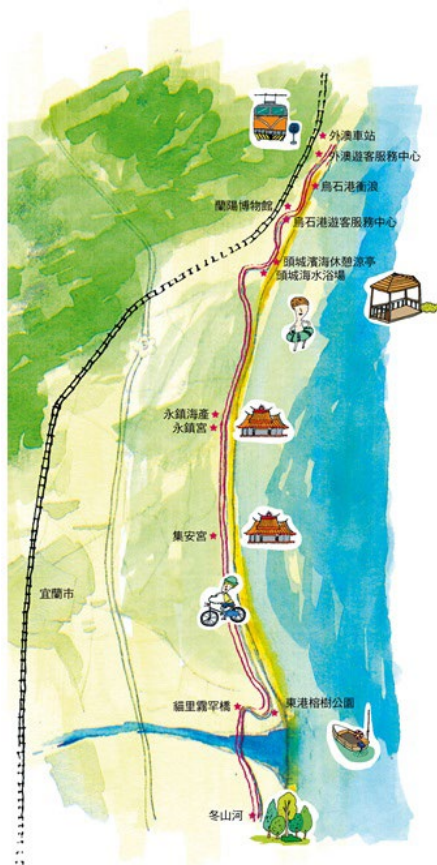 外澳車站
外澳遊客服務中心
烏石港衝浪
蘭陽博物館
烏石港遊客服務中心
頭城濱海休憩涼亭
頭城海水浴場
永鎮海產
永鎮宮
集安宮
宜蘭市
貓里霧罕橋
東港榕樹公園
冬山河